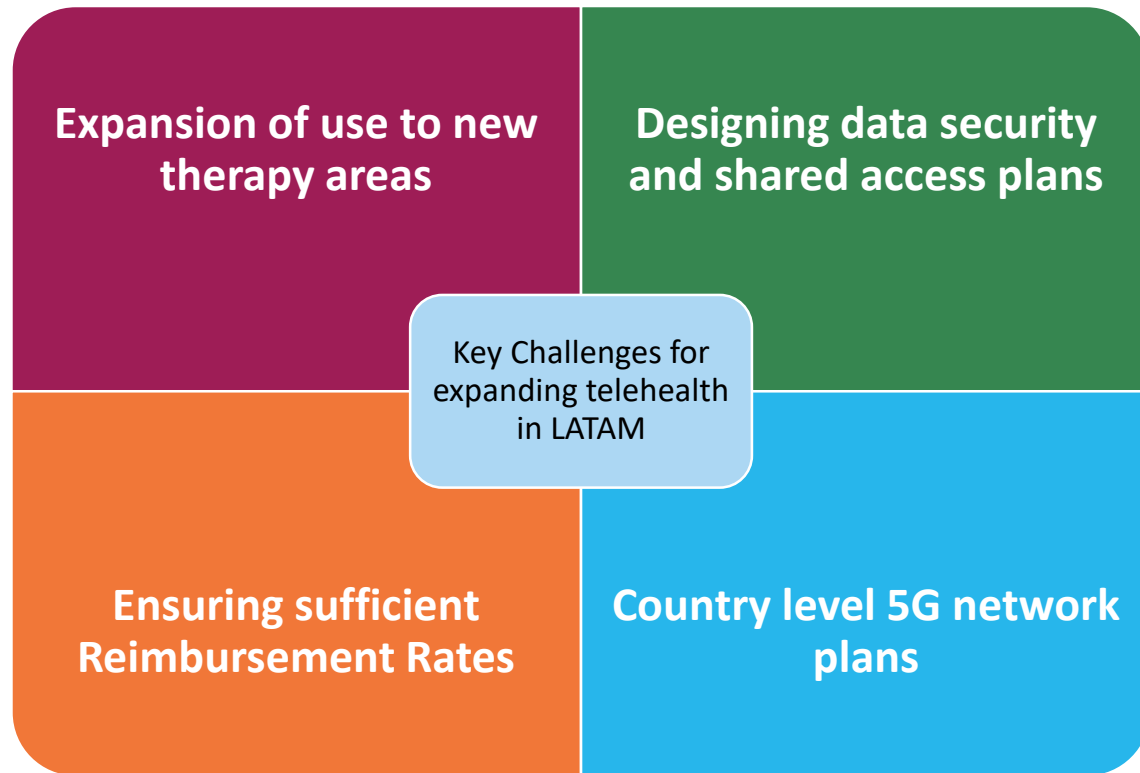 Expansion of use to new
therapy areas
Designing data security
and shared access plans
Key Challenges for
expanding telehealth
in LATAM
Ensuring sufficient
Reimbursement Rates
Country level 5G network
plans